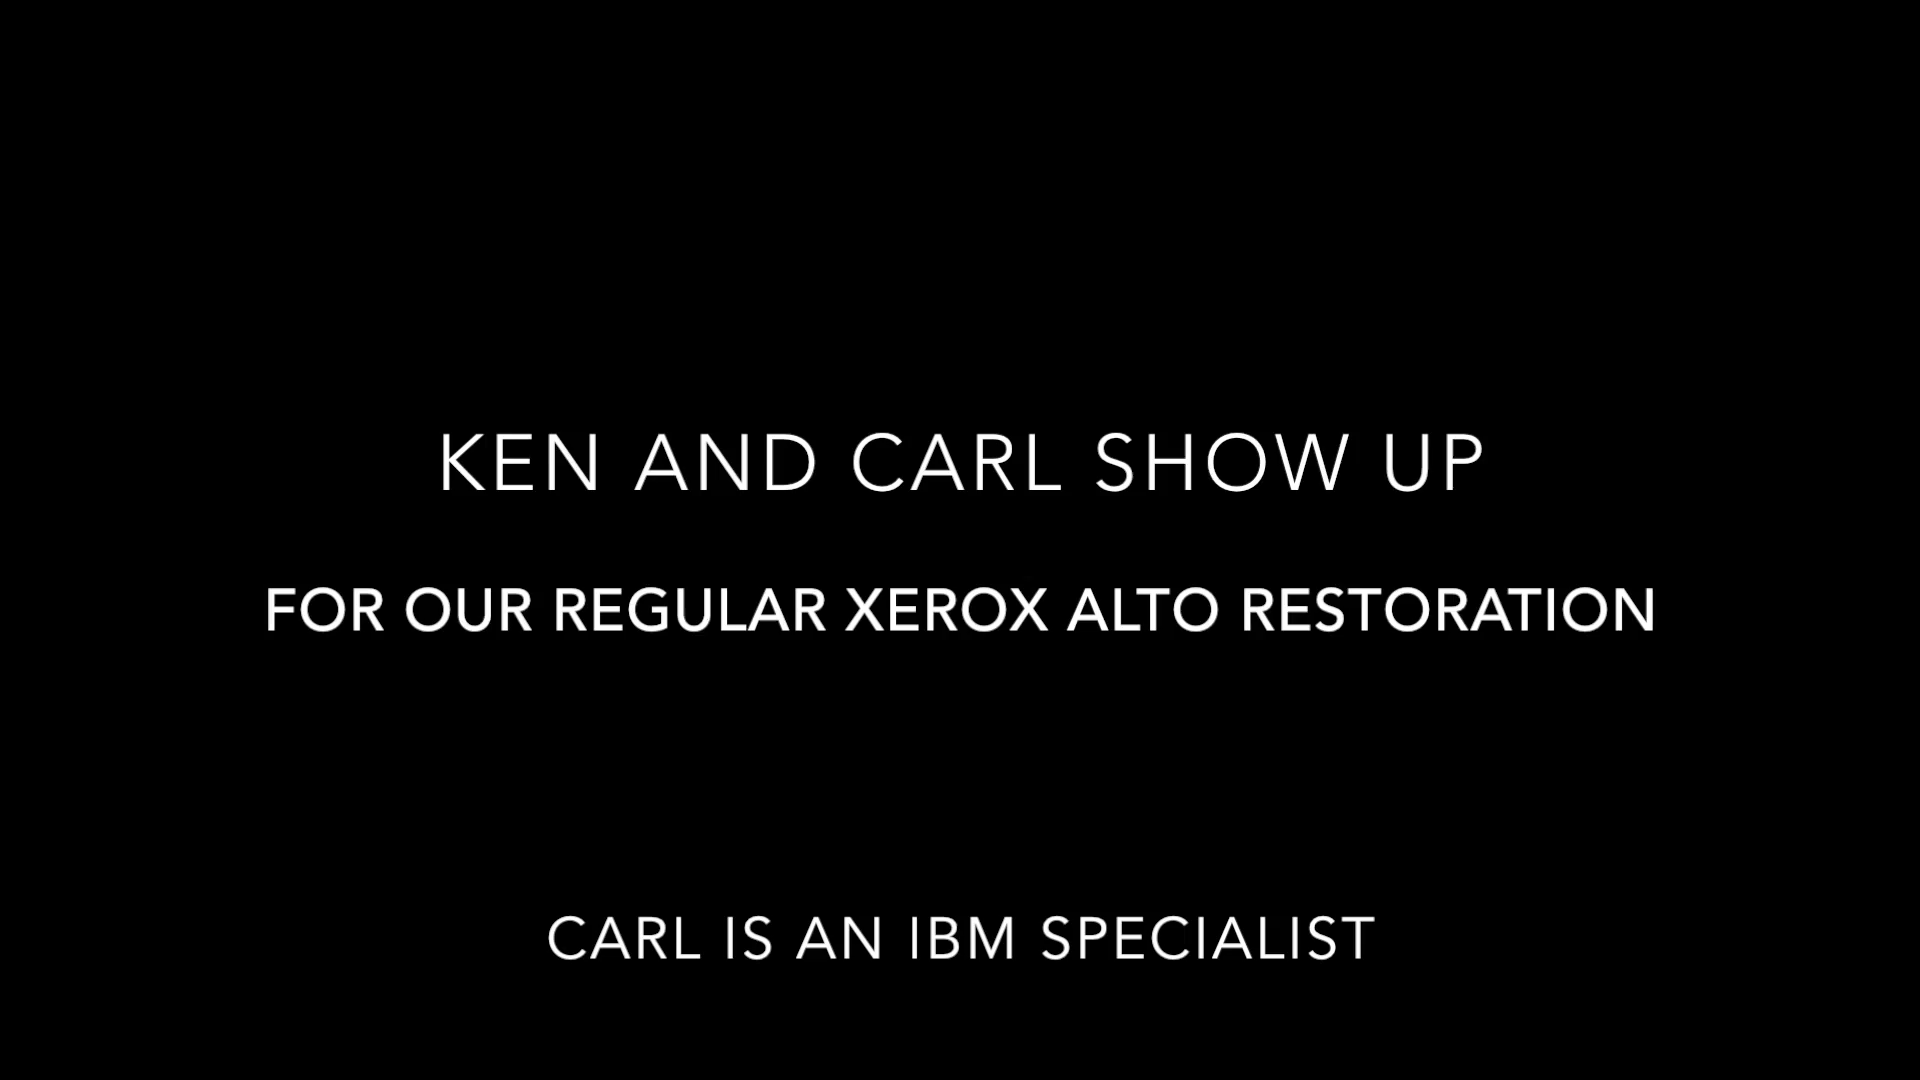 KEN AND CARL SHOW UP
FOR OUR REGULAR XEROX ALTO RESTORATION
CARL IS AN IBM SPECIALIST